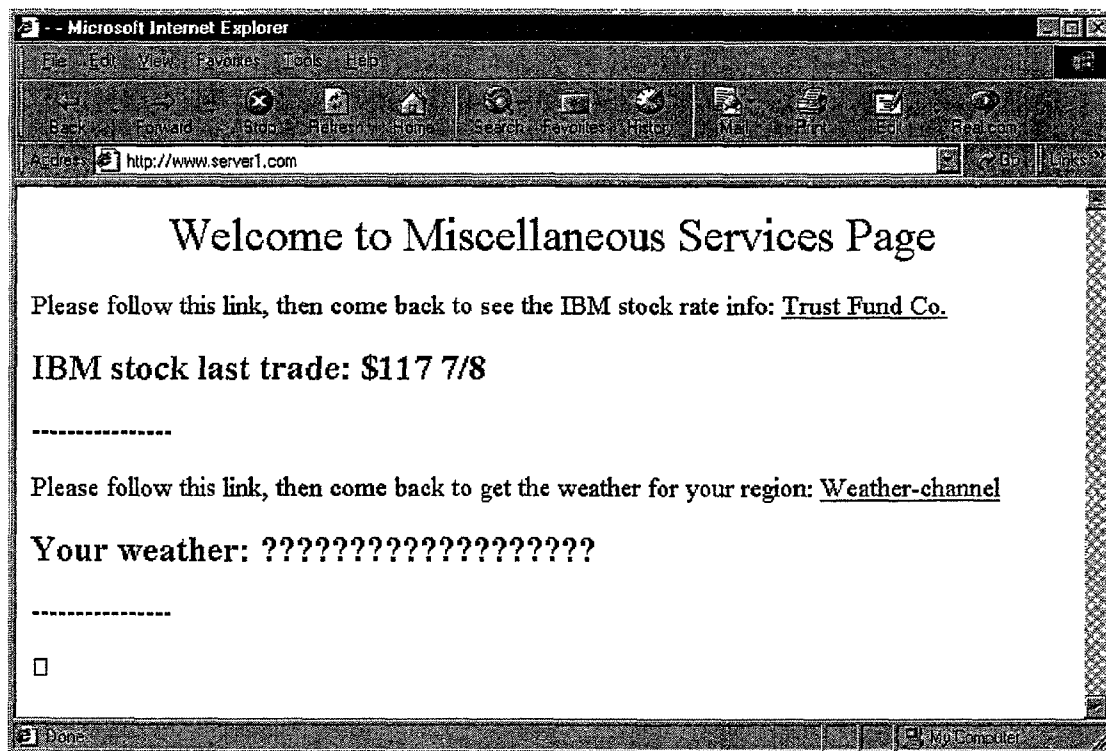 - - Microsoft Internet Explorer
File Edit View Favorites Tools Help
Back Forward Stop Refresh Home Search Favorites History Mail Print Edit Real.com
Address http://www.server1.com Go Links »
Welcome to Miscellaneous Services Page
Please follow this link, then come back to see the IBM stock rate info: Trust Fund Co.
IBM stock last trade: $117 7/8
----------------
Please follow this link, then come back to get the weather for your region: Weather-channel
Your weather: ???????????????????
----------------
Done My Computer